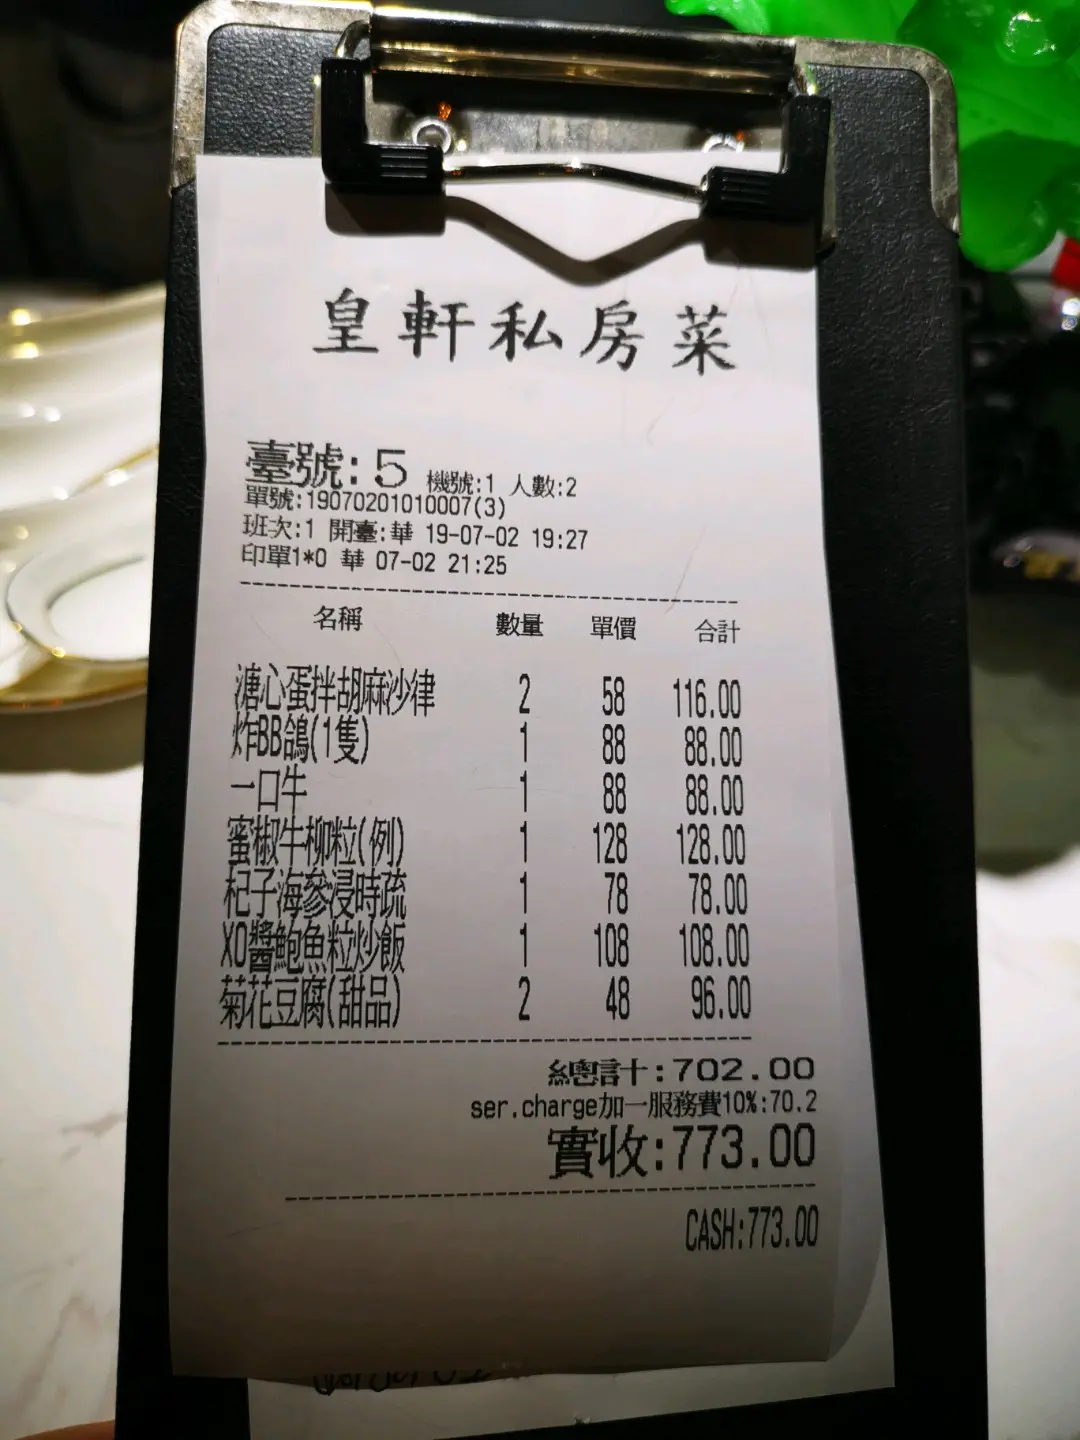 皇軒私房菜
臺號:5 機號:1 人數:2
單號:19070201010007(3)
班次:1 開臺:華 19-07-02 19:27
印單1*0 華 07-02 21:25
名稱 數量 單價 合計
溏心蛋拌胡麻沙律 2 58 116.00
炸BB鴿(1隻) 1 88 88.00
一口牛 1 88 88.00
蜜椒牛柳粒(例) 1 128 128.00
杞子海參浸時疏 1 78 78.00
XO醬鮑魚粒炒飯 1 108 108.00
菊花豆腐(甜品) 2 48 96.00
總計:702.00
ser.charge加一服務費10%:70.2
實收:773.00
CASH:773.00